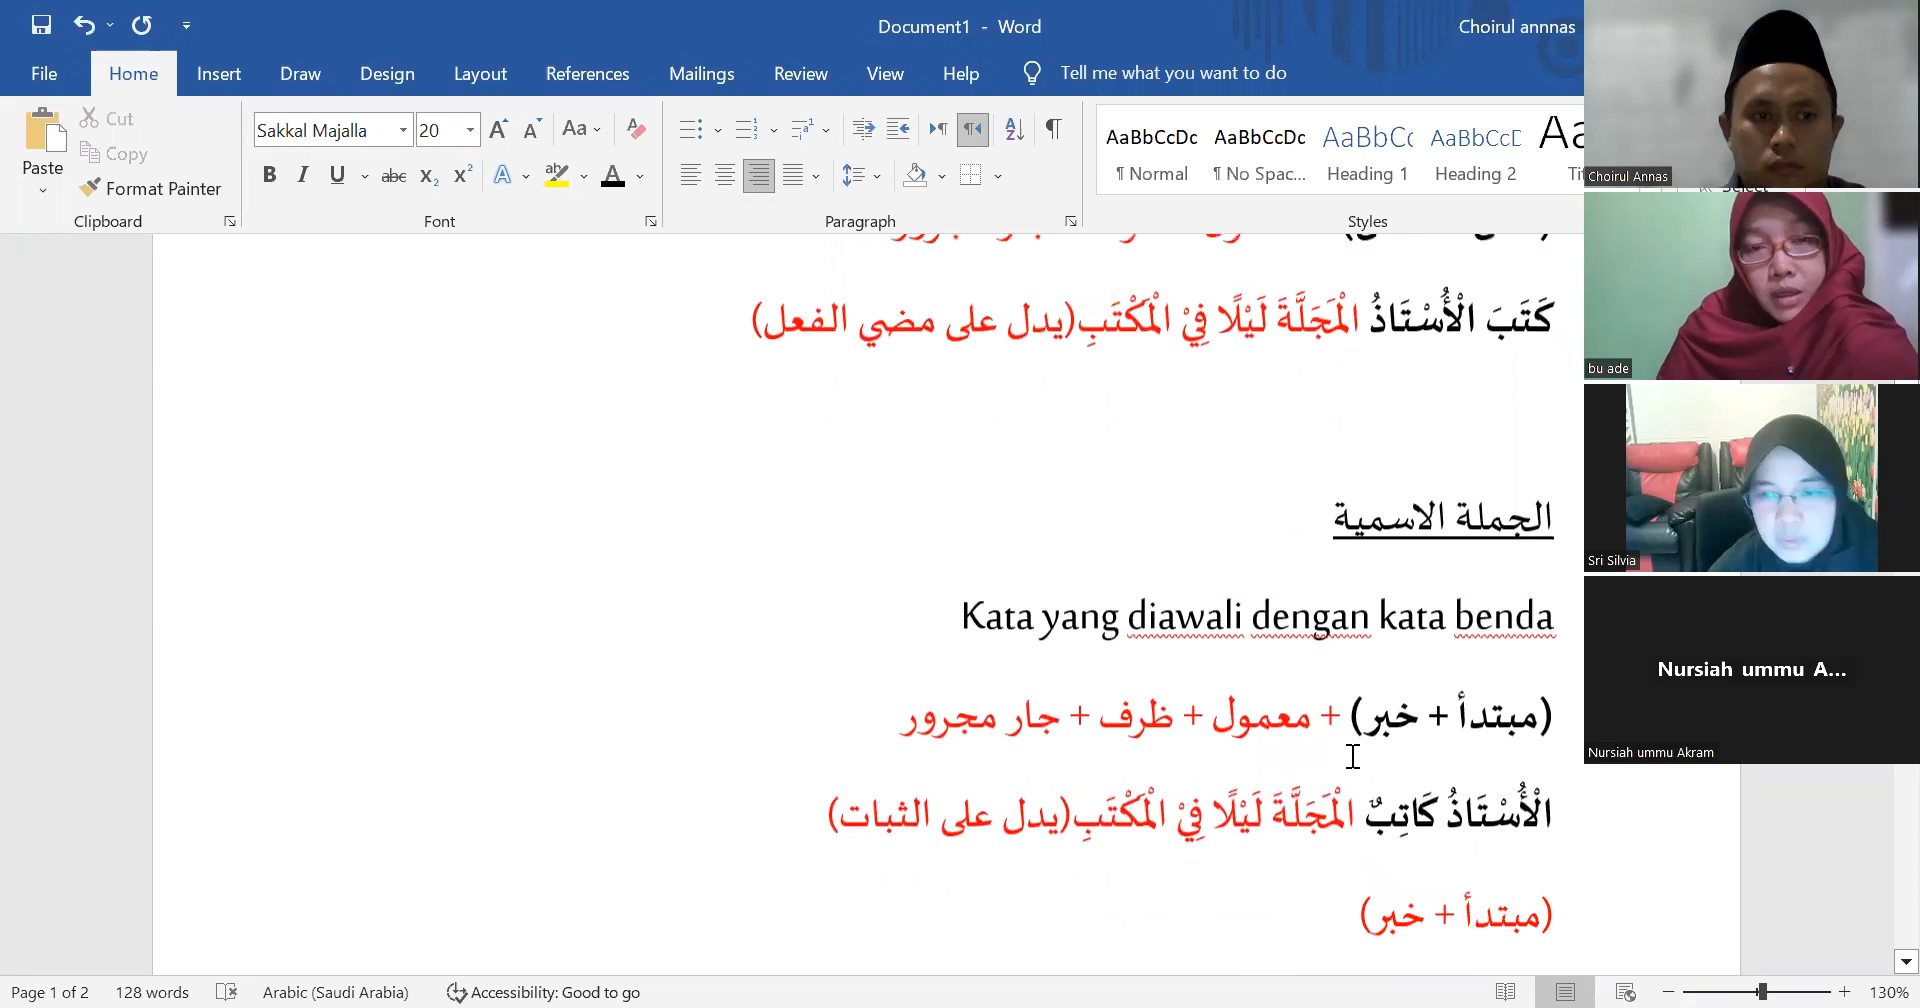 Document1 - Word
Choirul annnas
File Home Insert Draw Design Layout References Mailings Review View Help Tell me what you want to do
Paste
Cut
Copy
Format Painter
Clipboard
Sakkal Majalla 20
Font
Paragraph
AaBbCcDc AaBbCcDc AaBbCc AaBbCcD
¶ Normal ¶ No Spac... Heading 1 Heading 2
Styles
Choirul Annas
bu ade
Sri Silvia
Nursiah ummu A...
Nursiah ummu Akram
كَتَبَ الْأُسْتَاذُ الْمَجَلَّةَ لَيْلًا فِيْ الْمَكْتَبِ(يدل على مضي الفعل)
الجملة الاسمية
Kata yang diawali dengan kata benda
(مبتدأ + خبر) + معمول + ظرف + جار مجرور
الْأُسْتَاذُ كَاتِبٌ الْمَجَلَّةَ لَيْلًا فِيْ الْمَكْتَبِ(يدل على الثبات)
(مبتدأ + خبر)
Page 1 of 2 128 words Arabic (Saudi Arabia) Accessibility: Good to go 130%